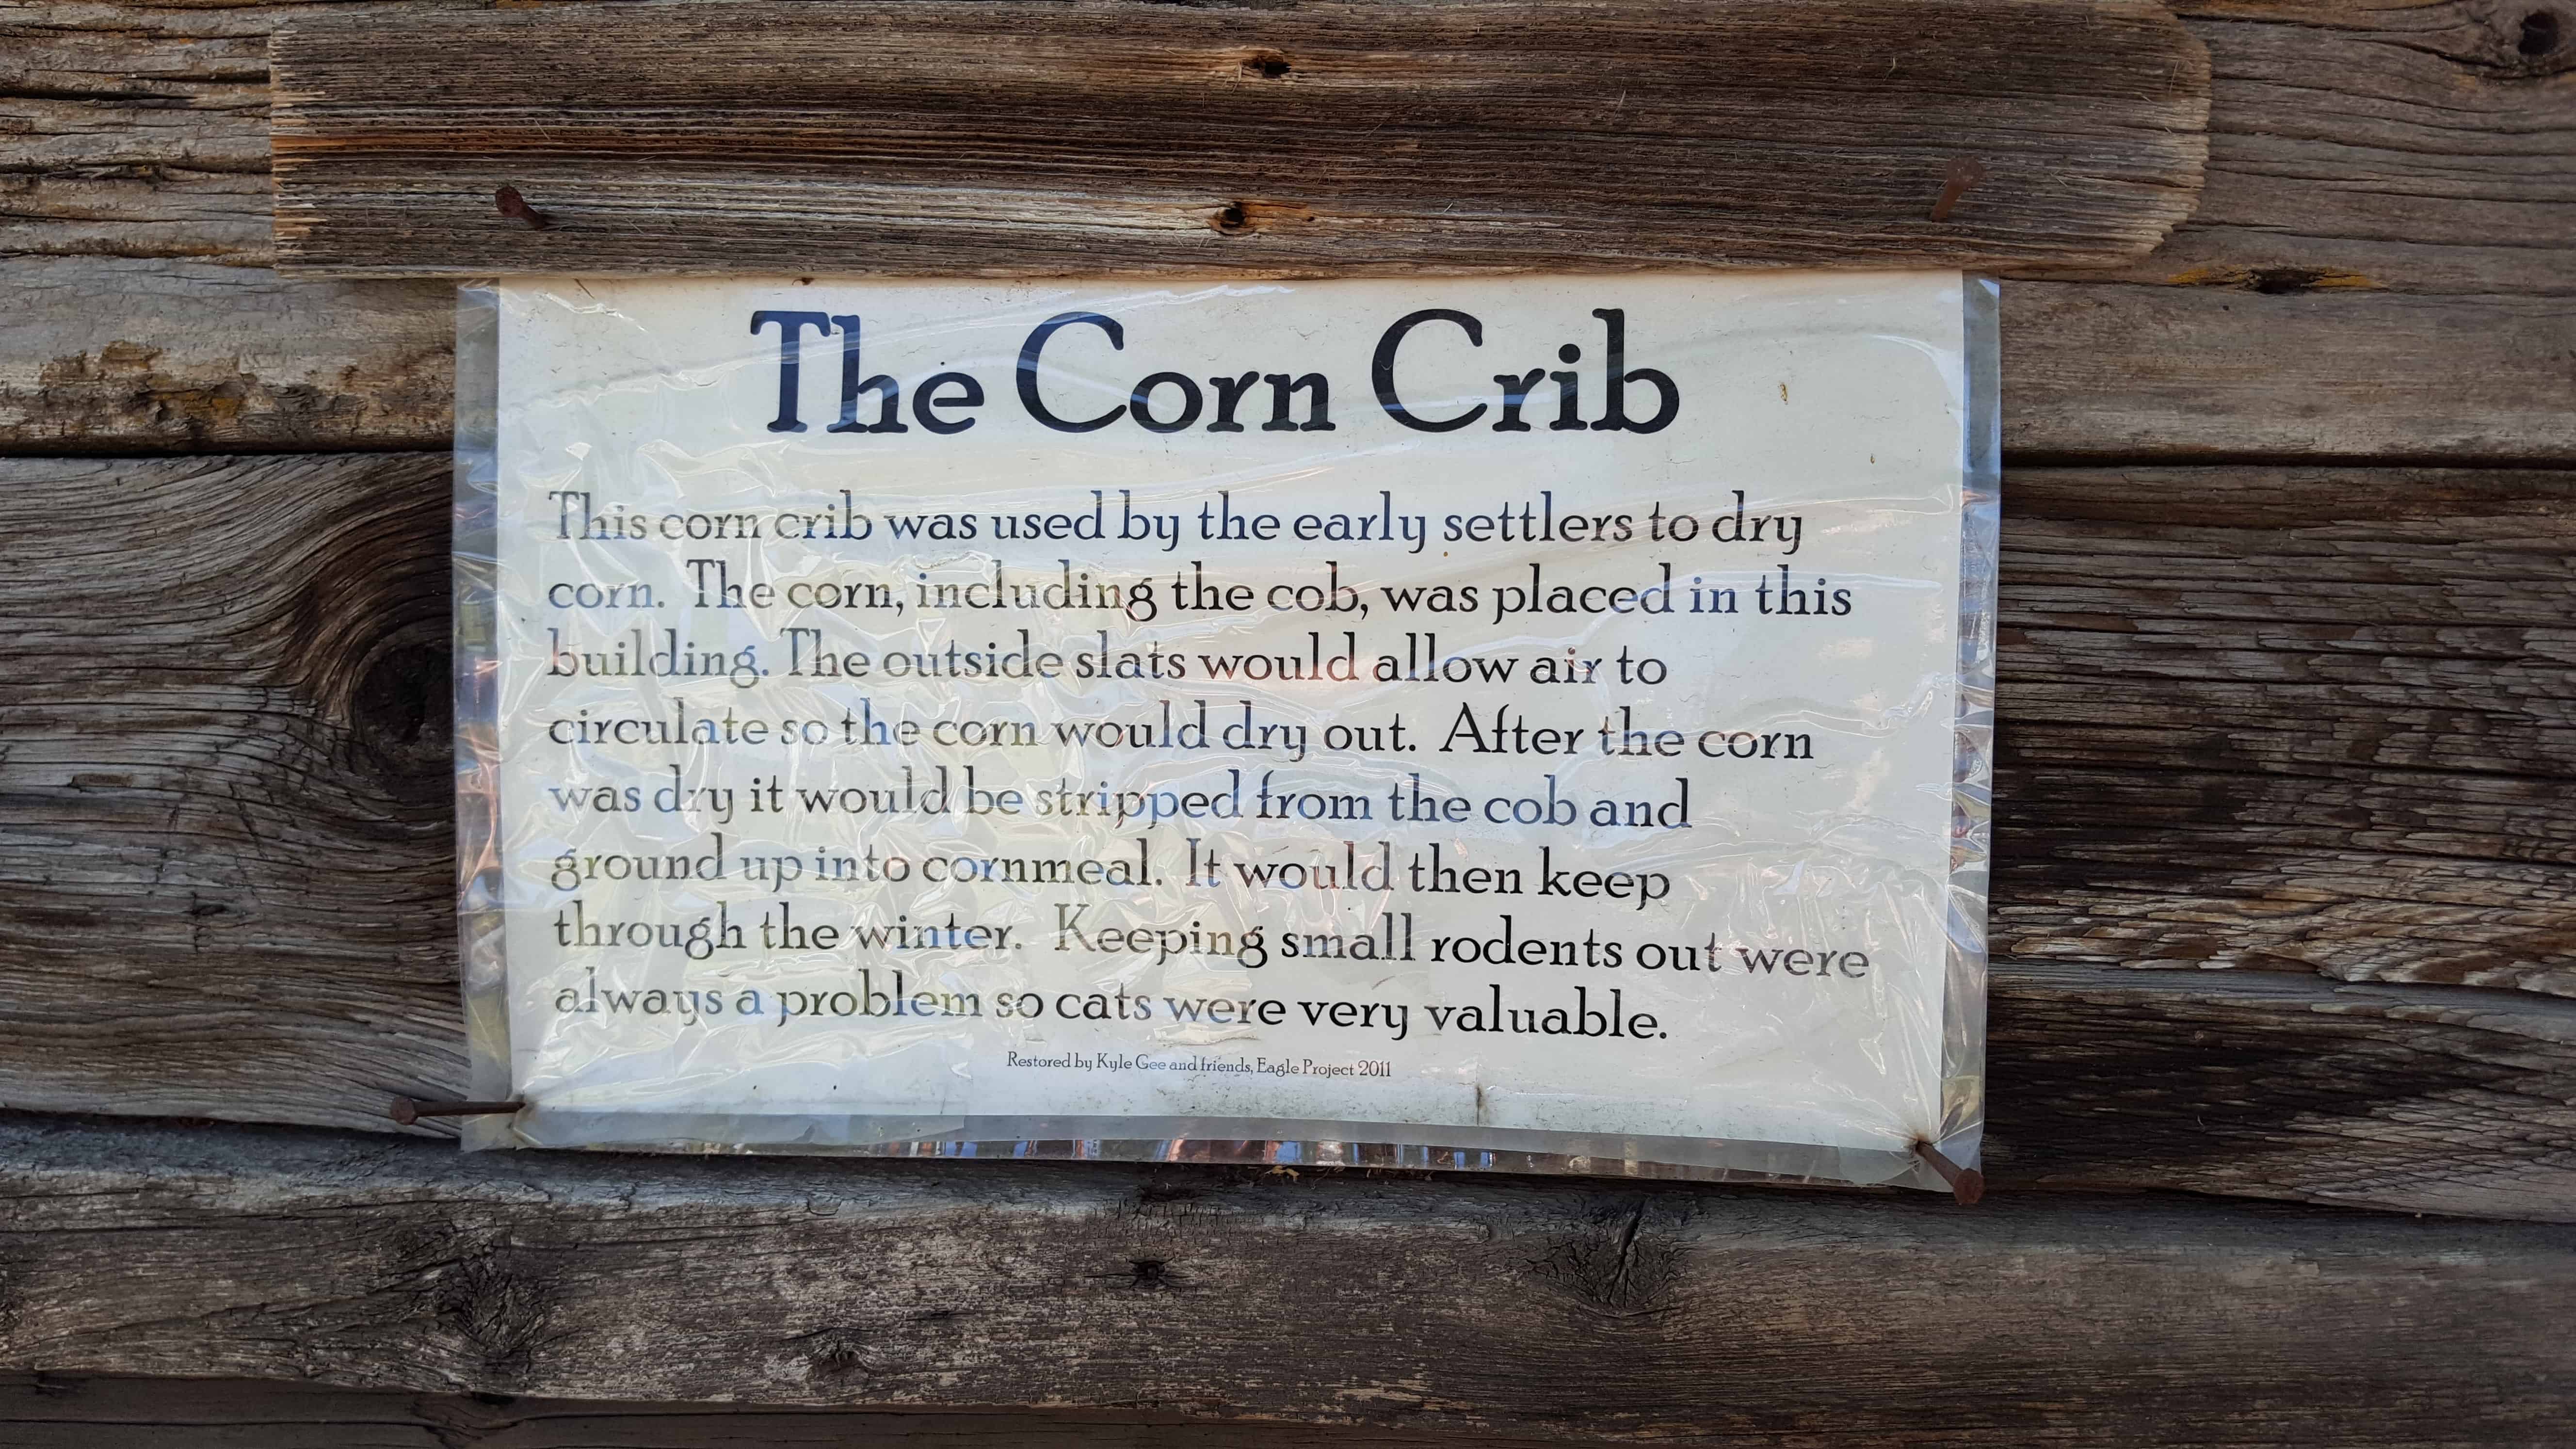 The Corn Crib
This corn crib was used by the early settlers to dry
corn. The corn, including the cob, was placed in this
building. The outside slats would allow air to
circulate so the corn would dry out. After the corn
was dry it would be stripped from the cob and
ground up into cornmeal. It would then keep
through the winter. Keeping small rodents out were
always a problem so cats were very valuable.
Restored by Kyle Gee and friends, Eagle Project 2011